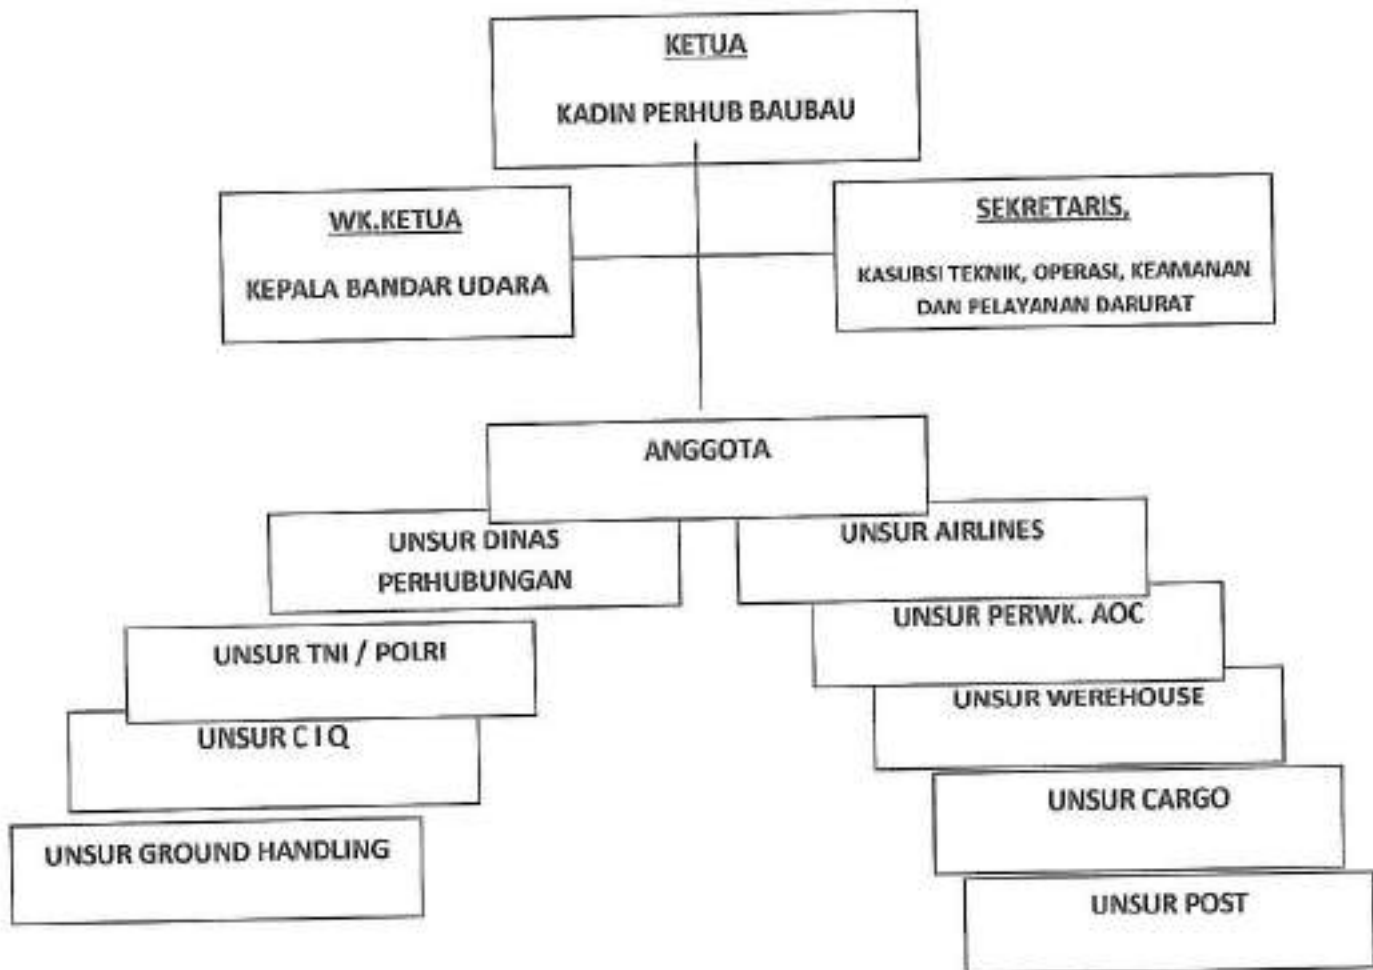 KETUA
KADIN PERHUB BAUBAU
WK.KETUA
KEPALA BANDAR UDARA
SEKRETARIS,
KASUBSI TEKNIK, OPERASI, KEAMANAN
DAN PELAYANAN DARURAT
ANGGOTA
UNSUR DINAS
PERHUBUNGAN
UNSUR TNI / POLRI
UNSUR C I Q
UNSUR GROUND HANDLING
UNSUR AIRLINES
UNSUR PERWK. AOC
UNSUR WEREHOUSE
UNSUR CARGO
UNSUR POST